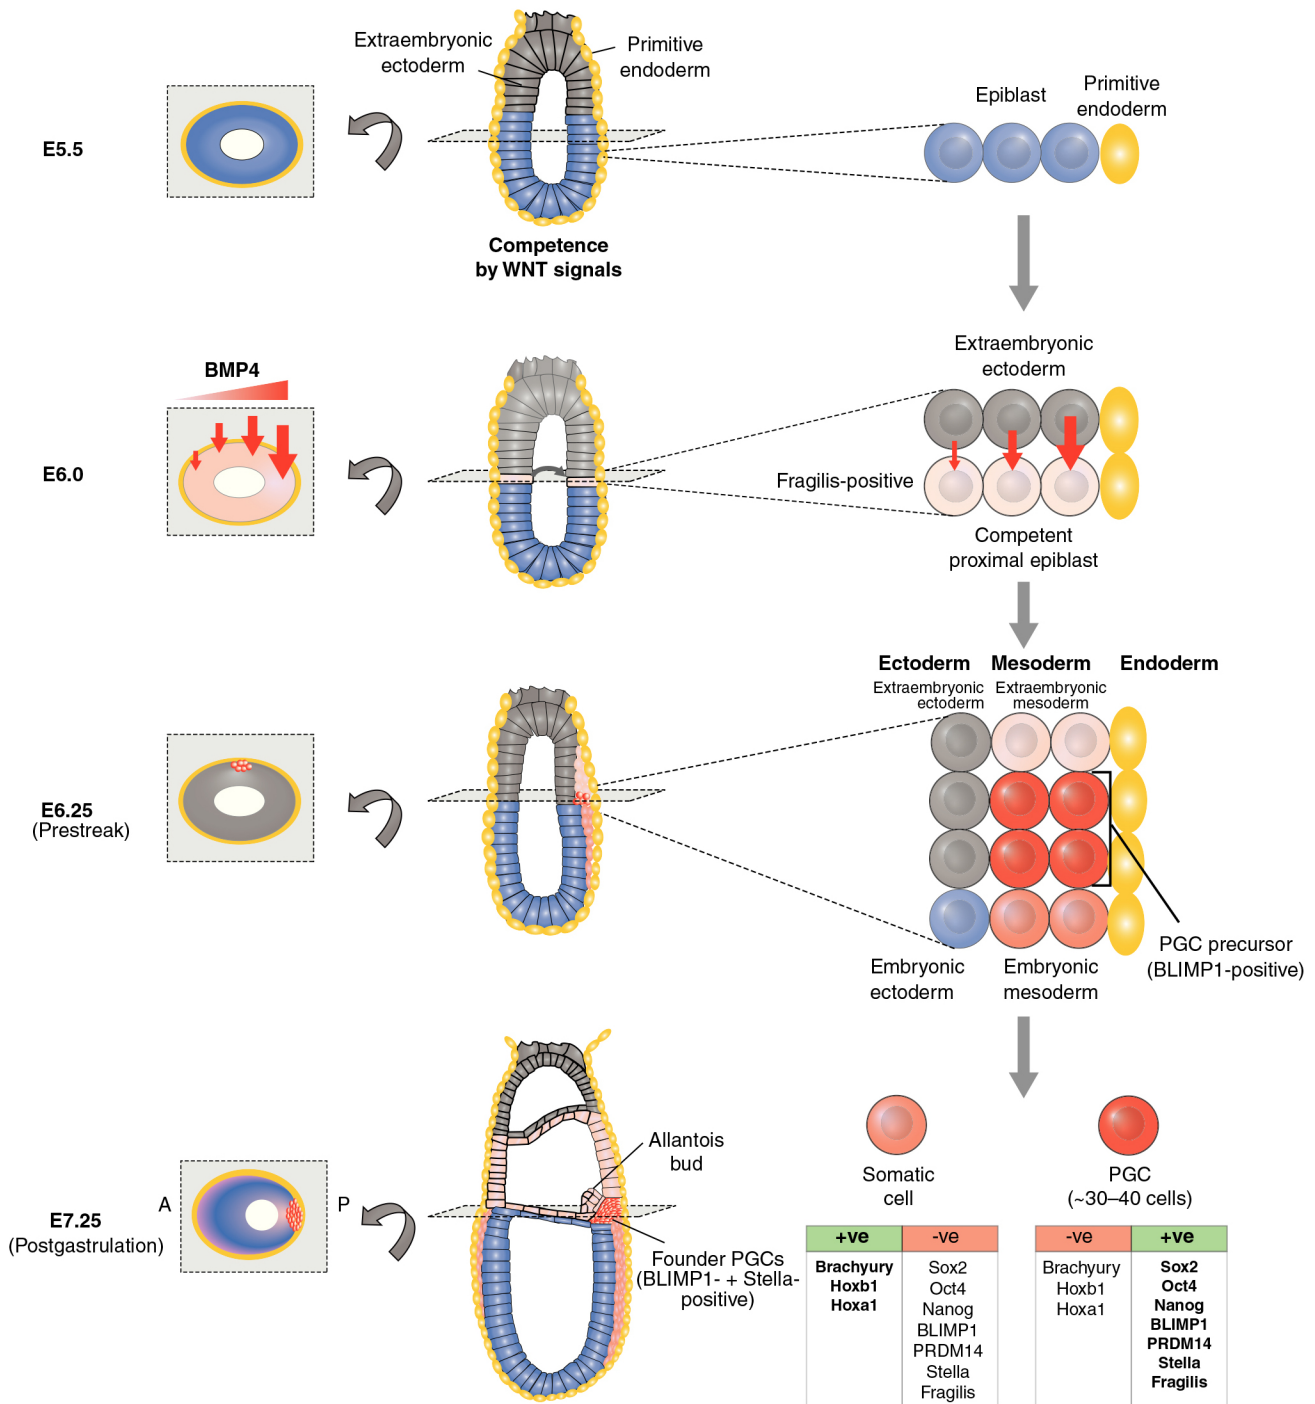 Extraembryonic
ectoderm
Primitive
endoderm
Epiblast
Primitive
endoderm
E5.5
Competence
by WNT signals
BMP4
Extraembryonic
ectoderm
E6.0
Fragilis-positive
Competent
proximal epiblast
Ectoderm Mesoderm Endoderm
Extraembryonic
ectoderm
Extraembryonic
mesoderm
E6.25
(Prestreak)
PGC precursor
(BLIMP1-positive)
Embryonic
ectoderm
Embryonic
mesoderm
Allantois
bud
Somatic
cell
PGC
(~30–40 cells)
A
P
E7.25
(Postgastrulation)
Founder PGCs
(BLIMP1- + Stella-
positive)
+ve
-ve
Brachyury
Hoxb1
Hoxa1
Sox2
Oct4
Nanog
BLIMP1
PRDM14
Stella
Fragilis
-ve
+ve
Brachyury
Hoxb1
Hoxa1
Sox2
Oct4
Nanog
BLIMP1
PRDM14
Stella
Fragilis